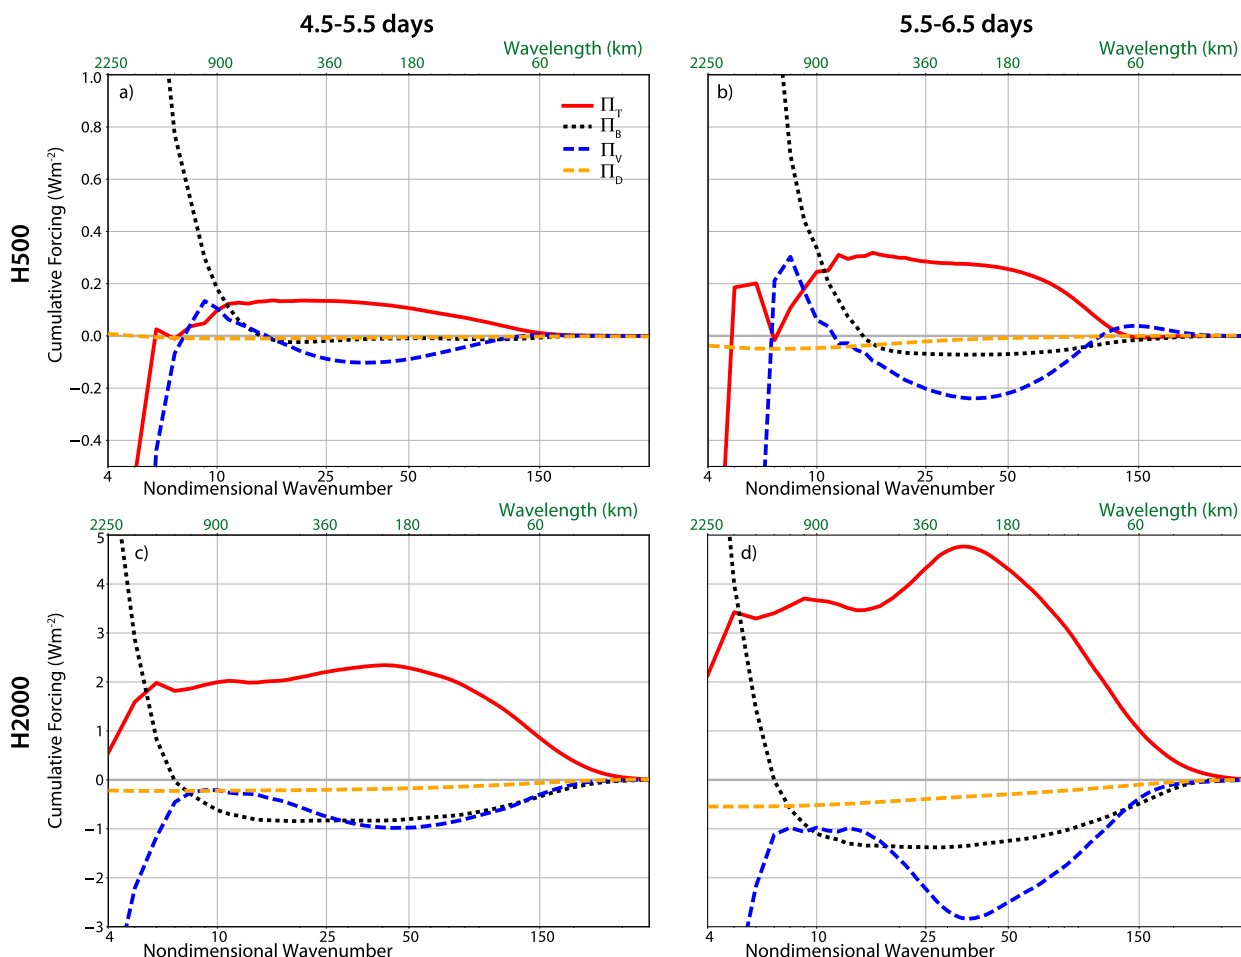 4.5-5.5 days
5.5-6.5 days
Wavelength (km)
Wavelength (km)
2250 900 360 180 60
2250 900 360 180 60
H500
Cumulative Forcing (Wm-2)
1.0
0.8
0.6
0.4
0.2
0.0
−0.2
−0.4
a)
ΠT
ΠB
ΠV
ΠD
b)
4 10 25 50 150
4 10 25 50 150
Nondimensional Wavenumber
Nondimensional Wavenumber
Wavelength (km)
Wavelength (km)
2250 900 360 180 60
2250 900 360 180 60
H2000
Cumulative Forcing (Wm-2)
5
4
3
2
1
0
−1
−2
−3
c)
d)
4 10 25 50 150
4 10 25 50 150
Nondimensional Wavenumber
Nondimensional Wavenumber